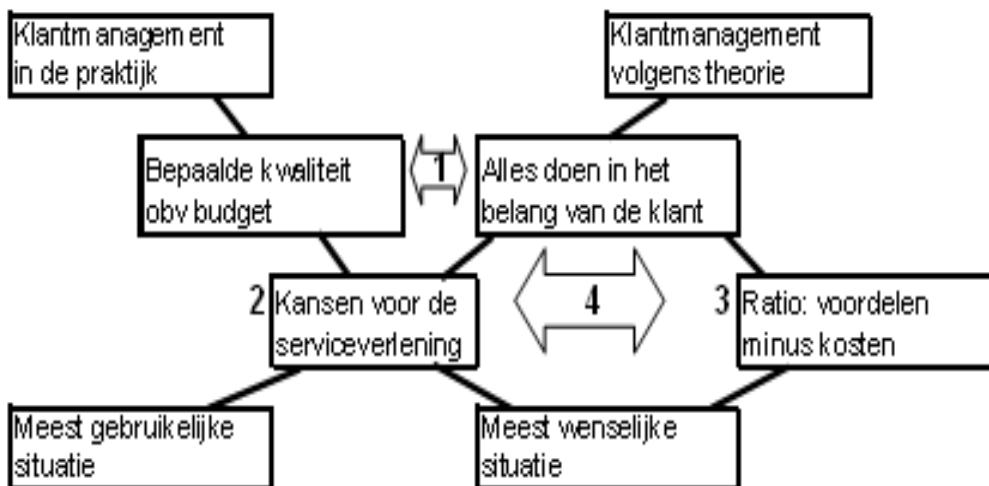 Klantmanagement
in de praktijk
Klantmanagement
volgens theorie
Bepaalde kwaliteit
obv budget
1
Alles doen in het
belang van de klant
2
Kansen voor de
serviceverlening
4
3
Ratio: voordelen
minus kosten
Meest gebruikelijke
situatie
Meest wenselijke
situatie